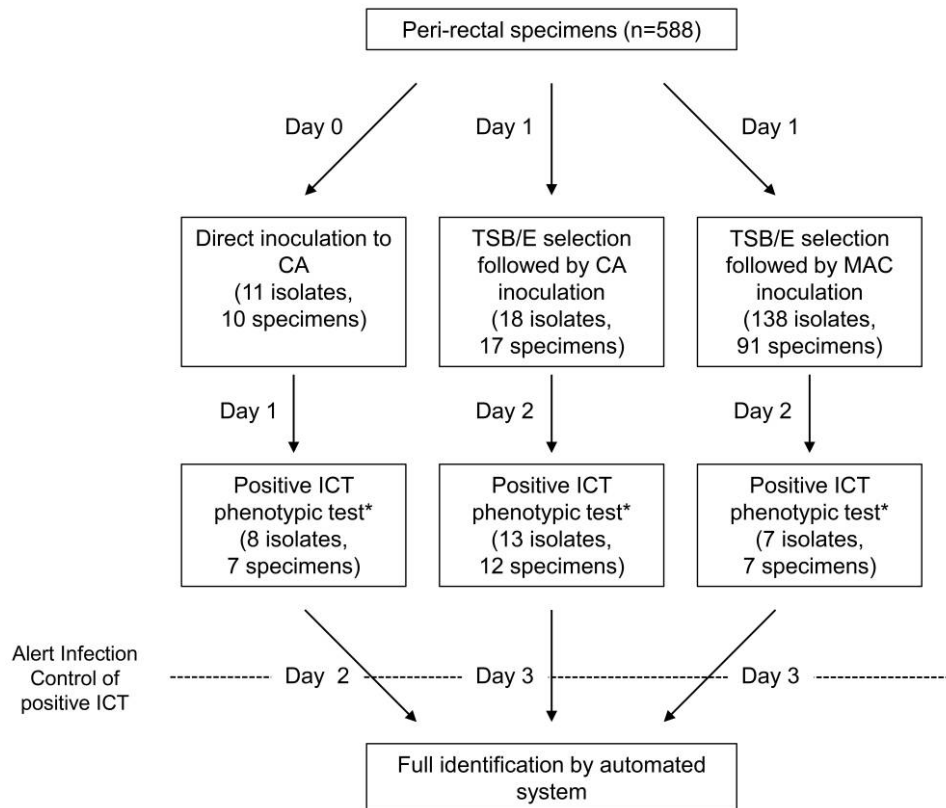 Peri-rectal specimens (n=588)
Day 0
Day 1
Day 1
Direct inoculation to
CA
(11 isolates,
10 specimens)
TSB/E selection
followed by CA
inoculation
(18 isolates,
17 specimens)
TSB/E selection
followed by MAC
inoculation
(138 isolates,
91 specimens)
Day 1
Day 2
Day 2
Positive ICT
phenotypic test*
(8 isolates,
7 specimens)
Positive ICT
phenotypic test*
(13 isolates,
12 specimens)
Positive ICT
phenotypic test*
(7 isolates,
7 specimens)
Alert Infection
Control of
positive ICT
Day 2
Day 3
Day 3
Full identification by automated
system